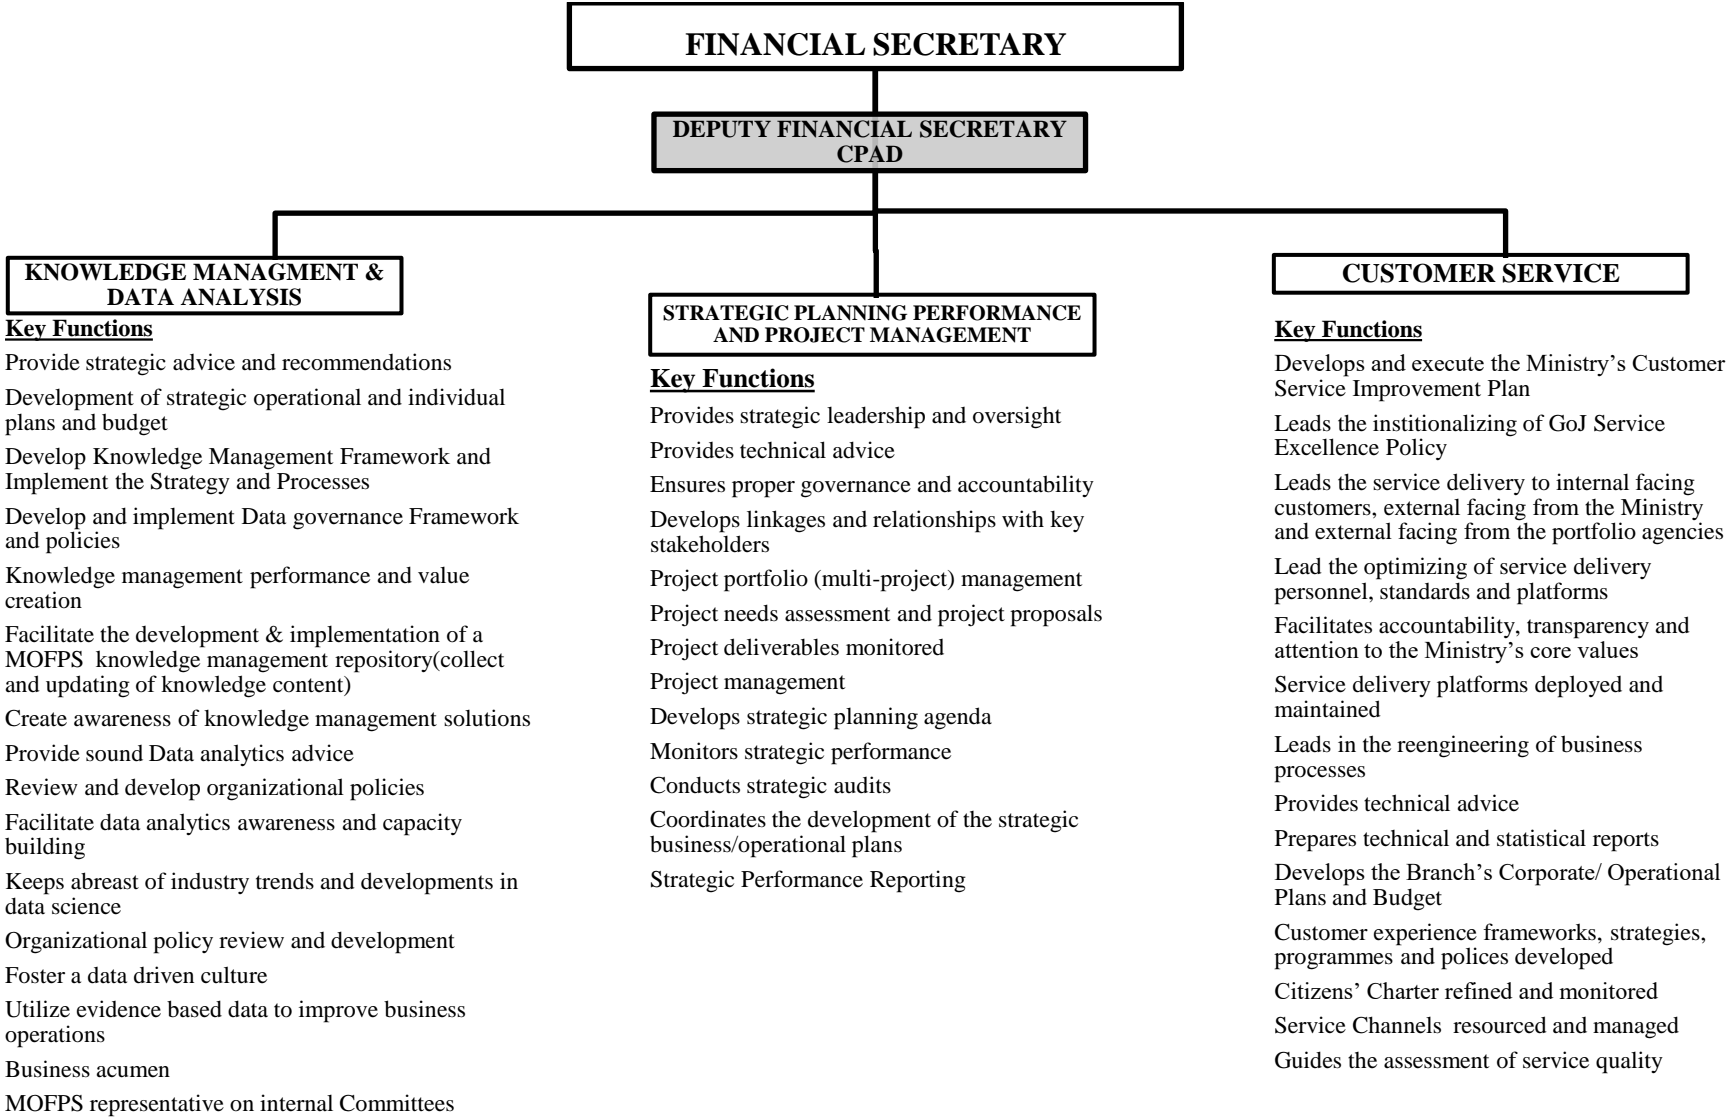 FINANCIAL SECRETARY
DEPUTY FINANCIAL SECRETARY
CPAD
KNOWLEDGE MANAGMENT &
DATA ANALYSIS
Key Functions
Provide strategic advice and recommendations
Development of strategic operational and individual
plans and budget
Develop Knowledge Management Framework and
Implement the Strategy and Processes
Develop and implement Data governance Framework
and policies
Knowledge management performance and value
creation
Facilitate the development & implementation of a
MOFPS knowledge management repository(collect
and updating of knowledge content)
Create awareness of knowledge management solutions
Provide sound Data analytics advice
Review and develop organizational policies
Facilitate data analytics awareness and capacity
building
Keeps abreast of industry trends and developments in
data science
Organizational policy review and development
Foster a data driven culture
Utilize evidence based data to improve business
operations
Business acumen
MOFPS representative on internal Committees
STRATEGIC PLANNING PERFORMANCE
AND PROJECT MANAGEMENT
Key Functions
Provides strategic leadership and oversight
Provides technical advice
Ensures proper governance and accountability
Develops linkages and relationships with key
stakeholders
Project portfolio (multi-project) management
Project needs assessment and project proposals
Project deliverables monitored
Project management
Develops strategic planning agenda
Monitors strategic performance
Conducts strategic audits
Coordinates the development of the strategic
business/operational plans
Strategic Performance Reporting
CUSTOMER SERVICE
Key Functions
Develops and execute the Ministry’s Customer
Service Improvement Plan
Leads the institionalizing of GoJ Service
Excellence Policy
Leads the service delivery to internal facing
customers, external facing from the Ministry
and external facing from the portfolio agencies
Lead the optimizing of service delivery
personnel, standards and platforms
Facilitates accountability, transparency and
attention to the Ministry’s core values
Service delivery platforms deployed and
maintained
Leads in the reengineering of business
processes
Provides technical advice
Prepares technical and statistical reports
Develops the Branch’s Corporate/ Operational
Plans and Budget
Customer experience frameworks, strategies,
programmes and polices developed
Citizens’ Charter refined and monitored
Service Channels resourced and managed
Guides the assessment of service quality